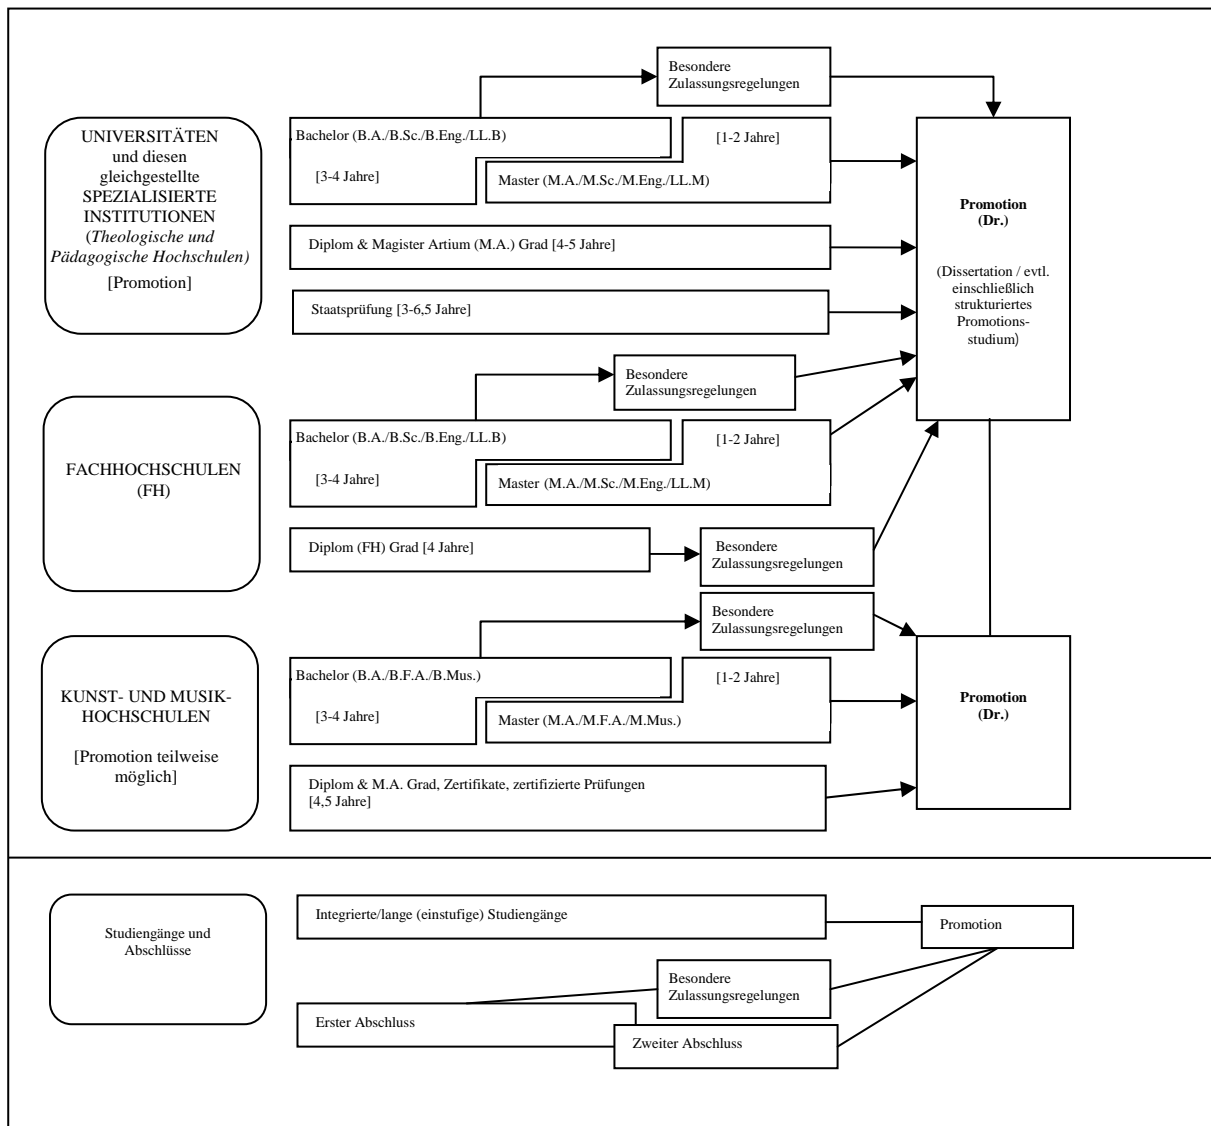 Besondere
Zulassungsregelungen
UNIVERSITÄTEN
und diesen
gleichgestellte
SPEZIALISIERTE
INSTITUTIONEN
(Theologische und
Pädagogische Hochschulen)
[Promotion]
Bachelor (B.A./B.Sc./B.Eng./LL.B)
[3-4 Jahre]
[1-2 Jahre]
Master (M.A./M.Sc./M.Eng./LL.M)
Diplom & Magister Artium (M.A.) Grad [4-5 Jahre]
Staatsprüfung [3-6,5 Jahre]
Promotion
(Dr.)
(Dissertation / evtl.
einschließlich
strukturiertes
Promotions-
studium)
Besondere
Zulassungsregelungen
FACHHOCHSCHULEN
(FH)
Bachelor (B.A./B.Sc./B.Eng./LL.B)
[3-4 Jahre]
[1-2 Jahre]
Master (M.A./M.Sc./M.Eng./LL.M)
Diplom (FH) Grad [4 Jahre]
Besondere
Zulassungsregelungen
Besondere
Zulassungsregelungen
KUNST- UND MUSIK-
HOCHSCHULEN
[Promotion teilweise
möglich]
Bachelor (B.A./B.F.A./B.Mus.)
[3-4 Jahre]
[1-2 Jahre]
Master (M.A./M.F.A./M.Mus.)
Diplom & M.A. Grad, Zertifikate, zertifizierte Prüfungen
[4,5 Jahre]
Promotion
(Dr.)
Studiengänge und
Abschlüsse
Integrierte/lange (einstufige) Studiengänge
Promotion
Besondere
Zulassungsregelungen
Erster Abschluss
Zweiter Abschluss